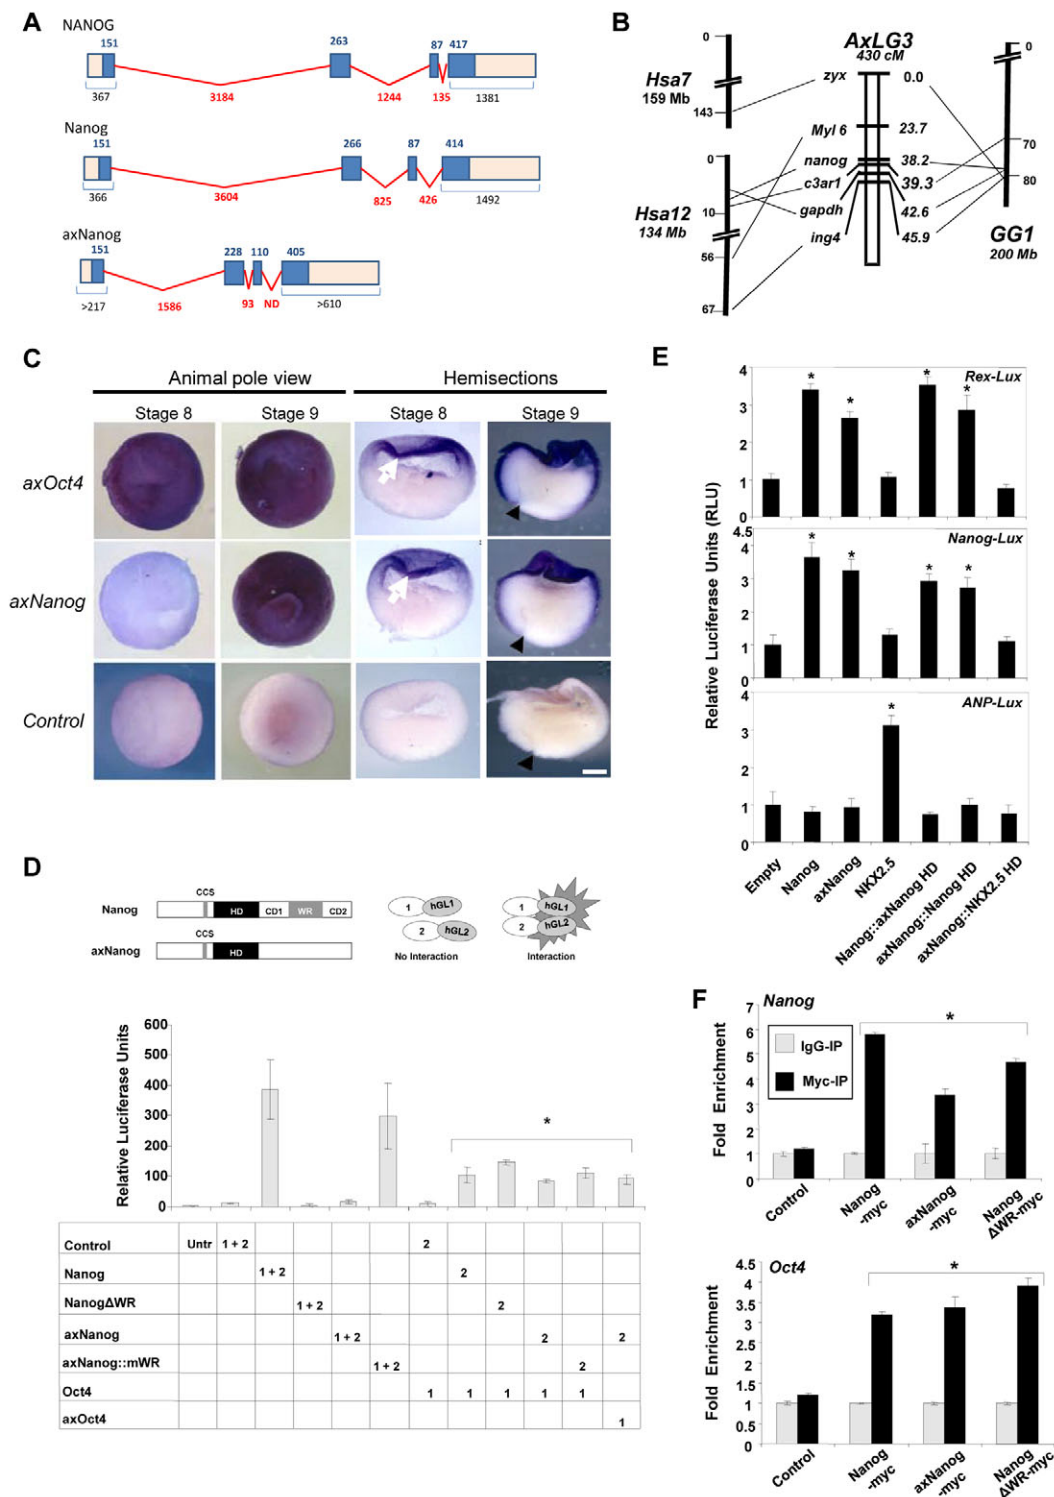 A
NANOG
151
263
87
417
367
3184
1244
135
1381
Nanog
151
266
87
414
366
3604
825
426
1492
axNanog
151
228
110
405
>217
1586
93
ND
>610
B
0
AxLG3
430 cM
0
Hsa7
159 Mb
zyx
0.0
143
Myl 6
23.7
70
0
nanog
38.2
c3ar1
39.3
80
10
gapdh
42.6
Hsa12
134 Mb
ing4
45.9
GG1
200 Mb
56
67
C
Animal pole view
Hemisections
Stage 8
Stage 9
Stage 8
Stage 9
axOct4
axNanog
Control
D
CCS
Nanog
HD
CD1
WR
CD2
CCS
axNanog
HD
1
hGL1
2
hGL2
No Interaction
1
hGL1
2
hGL2
Interaction
Relative Luciferase Units
600
500
400
300
200
100
0
*
Control
Untr
1 + 2
2
Nanog
1 + 2
2
NanogΔWR
1 + 2
2
axNanog
1 + 2
2
2
axNanog::mWR
1 + 2
2
Oct4
1
1
1
1
1
axOct4
1
E
Relative Luciferase Units (RLU)
Rex-Lux
4
3
2
1
0
*
*
*
*
Nanog-Lux
4.5
4
3
2
1
0
*
*
*
*
ANP-Lux
4
3
2
1
0
*
Empty
Nanog
axNanog
NKX2.5
Nanog::axNanog HD
axNanog::Nanog HD
axNanog::NKX2.5 HD
F
Nanog
Fold Enrichment
7
6
5
4
3
2
1
0
IgG-IP
Myc-IP
*
Control
Nanog
-myc
axNanog
-myc
Nanog
ΔWR-myc
Oct4
Fold Enrichment
4.5
4
3.5
3
2.5
2
1.5
1
0.5
0
*
Control
Nanog
-myc
axNanog
-myc
Nanog
ΔWR-myc